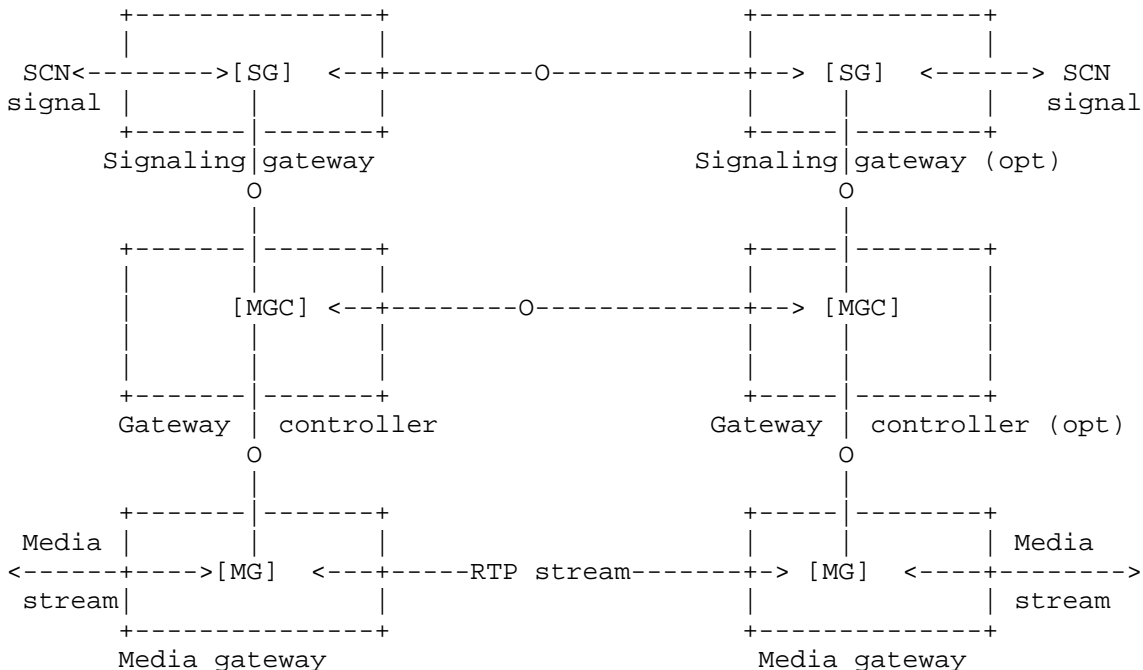 SCN [SG] O [SG] SCN
signal signal
Signaling gateway Signaling gateway (opt)
O O
[MGC] O [MGC]
Gateway controller Gateway controller (opt)
O O
Media Media
[MG] RTP stream [MG]
stream stream
Media gateway Media gateway